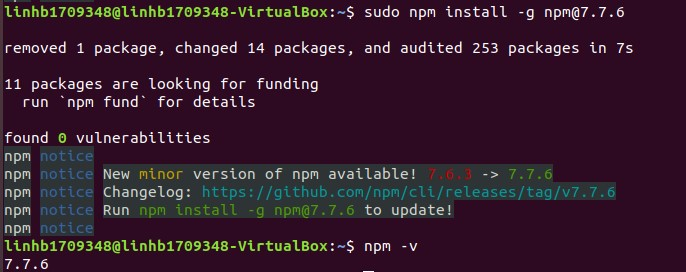 linhb1709348@linhb1709348-VirtualBox:~$ sudo npm install -g npm@7.7.6
removed 1 package, changed 14 packages, and audited 253 packages in 7s
11 packages are looking for funding
  run `npm fund` for details
found 0 vulnerabilities
npm notice
npm notice New minor version of npm available! 7.6.3 -> 7.7.6
npm notice Changelog: https://github.com/npm/cli/releases/tag/v7.7.6
npm notice Run npm install -g npm@7.7.6 to update!
npm notice
linhb1709348@linhb1709348-VirtualBox:~$ npm -v
7.7.6